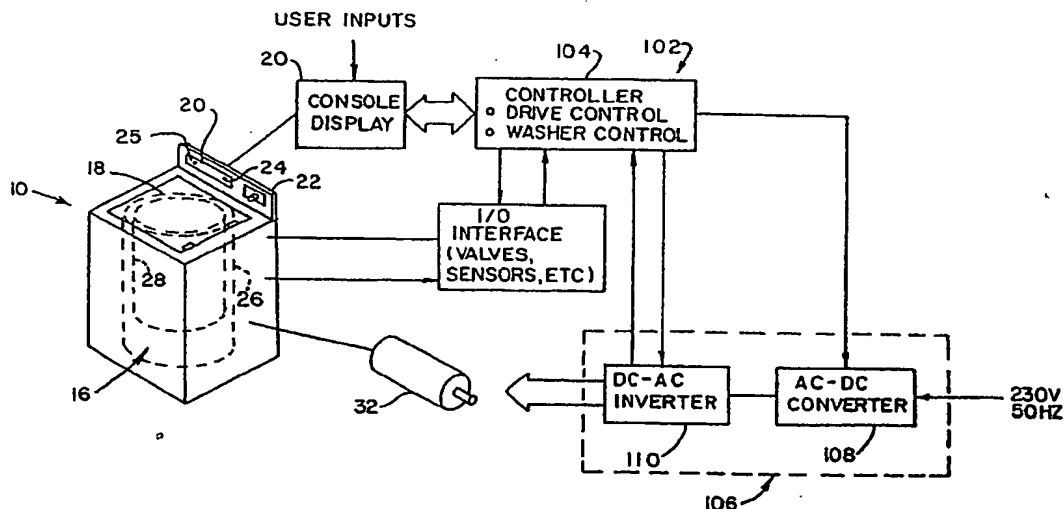 USER INPUTS
20
CONSOLE
DISPLAY
104
102
CONTROLLER
DRIVE CONTROL
WASHER CONTROL
25
20
24
22
18
10
28
26
16
I/O
INTERFACE
(VALVES,
SENSORS, ETC)
32
DC-AC
INVERTER
110
AC-DC
CONVERTER
108
230V
50HZ
106